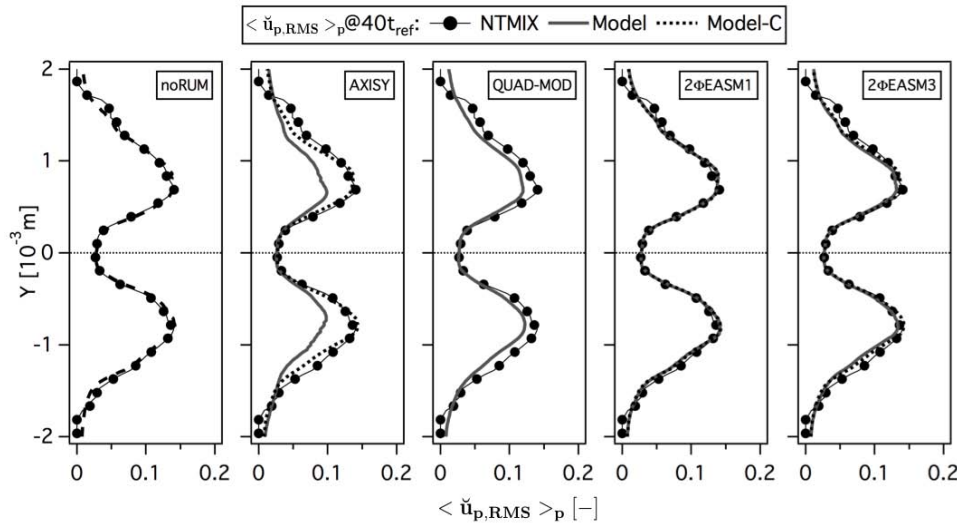 < ŭp,RMS >p@40tref: NTMIX Model Model-C
noRUM AXISY QUAD-MOD 2ΦEASM1 2ΦEASM3
Y [10⁻³m]
2
1
0
-1
-2
0 0.1 0.2 0 0.1 0.2 0 0.1 0.2 0 0.1 0.2 0 0.1 0.2
< ŭp,RMS >p [−]